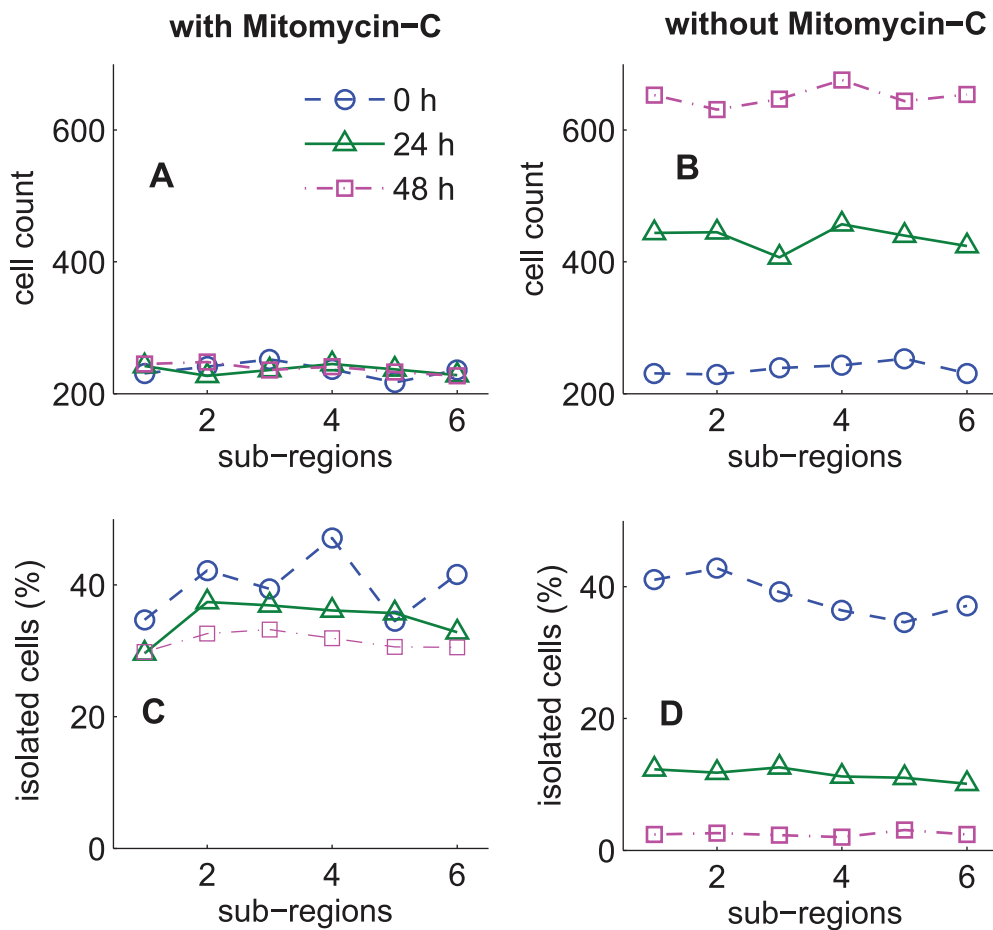 with Mitomycin−C
without Mitomycin−C
0 h
24 h
48 h
A
cell count
600
400
200
2
4
6
sub−regions
B
cell count
600
400
200
2
4
6
sub−regions
C
isolated cells (%)
40
20
0
2
4
6
sub−regions
D
isolated cells (%)
40
20
0
2
4
6
sub−regions